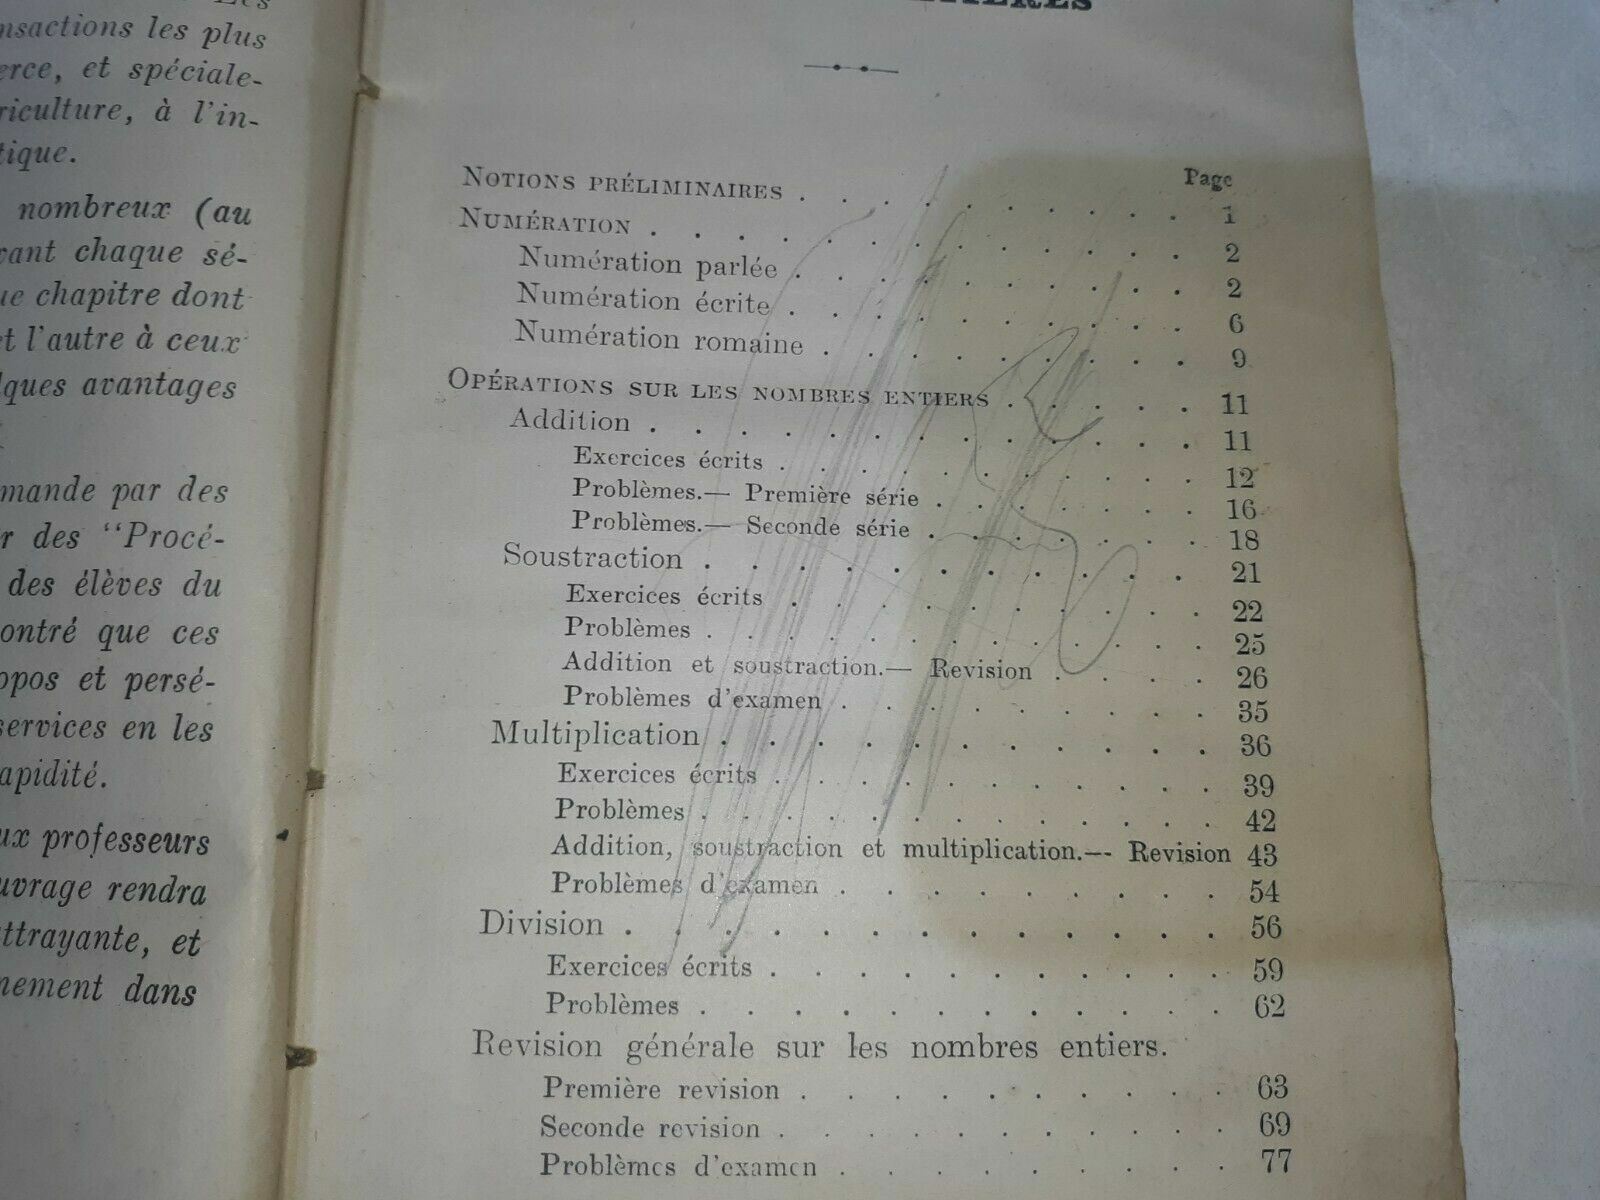 nsactions les plus
et spéciale-
riculture, à l'in-
tique.
nombreux (au
chaque sé-
chapitre dont
l'autre à ceux
avantages
mande par des
des "Procé-
des élèves du
ontré que ces
opos et persé-
services en les
apidité.
professeurs
uvrage rendra
ttrayante, et
nement dans
Page
NOTIONS PRÉLIMINAIRES . . . . . . . . . . 1
NUMÉRATION . . . . . . . . . . . . . 2
Numération parlée . . . . . . . . . . 2
Numération écrite . . . . . . . . . . 6
Numération romaine . . . . . . . . . 9
OPÉRATIONS SUR LES NOMBRES ENTIERS . . . . . 11
Addition . . . . . . . . . . . . . 11
Exercices écrits . . . . . . . . . . 12
Problèmes.— Première série . . . . . . . 16
Problèmes.— Seconde série . . . . . . . 18
Soustraction . . . . . . . . . . . . 21
Exercices écrits . . . . . . . . . . 22
Problèmes . . . . . . . . . . . . 25
Addition et soustraction.— Revision . . . . 26
Problèmes d'examen . . . . . . . . . 35
Multiplication . . . . . . . . . . . . 36
Exercices écrits . . . . . . . . . . 39
Problèmes . . . . . . . . . . . . 42
Addition, soustraction et multiplication.— Revision 43
Problèmes d'examen . . . . . . . . . 54
Division . . . . . . . . . . . . . . 56
Exercices écrits . . . . . . . . . . . 59
Problèmes . . . . . . . . . . . . 62
Revision générale sur les nombres entiers.
Première revision . . . . . . . . . . 63
Seconde revision . . . . . . . . . . 69
Problèmes d'examen . . . . . . . . . 77